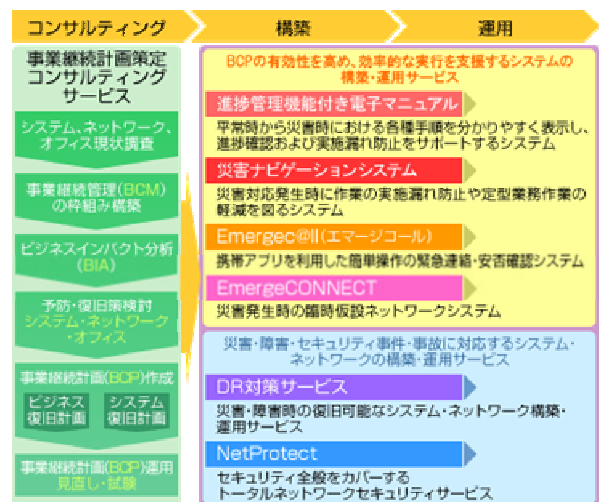 コンサルティング
構築
運用
事業継続計画策定
コンサルティング
サービス
システム、ネットワーク、
オフィス現状調査
事業継続管理(BCM)
の枠組み構築
ビジネスインパクト分析
(BIA)
予防・復旧策検討
システム・ネットワーク
・オフィス
事業継続計画(BCP)作成
ビジネス
復旧計画
システム
復旧計画
事業継続計画(BCP)運用
見直し・試験
BCPの有効性を高め、効率的な実行を支援するシステムの
構築・運用サービス
進捗管理機能付き電子マニュアル
平常時から災害時における各種手順を分かりやすく表示し、
進捗確認および実施漏れ防止をサポートするシステム
災害ナビゲーションシステム
災害対応発生時に作業の実施漏れ防止や定型業務作業の
軽減を図るシステム
Emergec@ll(エマージコール)
携帯アプリを利用した簡単操作の緊急連絡・安否確認システム
EmergeCONNECT
災害発生時の臨時仮設ネットワークシステム
災害・障害・セキュリティ事件・事故に対応するシステム・
ネットワークの構築・運用サービス
DR対策サービス
災害・障害時の復旧可能なシステム・ネットワーク構築・
運用サービス
NetProtect
セキュリティ全般をカバーする
トータルネットワークセキュリティサービス